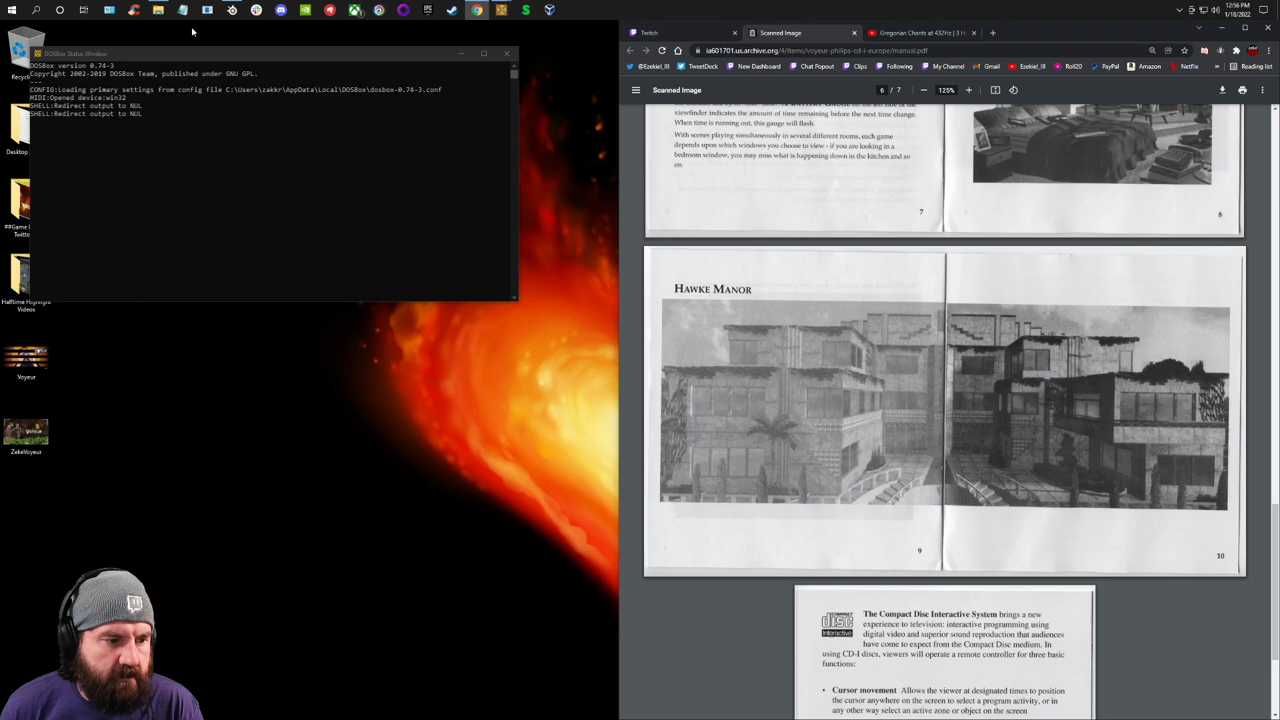 12:56 PM
1/18/2022
Recycl
Desktop
##Game I
Twitte
Halftime Highlight
Videos
Voyeur
ZekeVoyeur
DOSBox Status Window
DOSBox version 0.74-3
Copyright 2002-2019 DOSBox Team, published under GNU GPL.
---
CONFIG:Loading primary settings from config file C:\Users\zakkr\AppData\Local\DOSBox\dosbox-0.74-3.conf
MIDI:Opened device:win32
SHELL:Redirect output to NUL
SHELL:Redirect output to NUL
Twitch
Scanned Image
Gregorian Chants at 432Hz | 3 H
ia601701.us.archive.org/4/items/voyeur-philips-cd-i-europe/manual.pdf
@Ezekiel_III
TweetDeck
New Dashboard
Chat Popout
Clips
Following
Incoming
@Ezekiel_III
Gmail
Ezekiel_III
Roll20
PayPal
Amazon
Netflix
Reading list
Scanned Image
6 / 7
125%
viewfinder indicates the amount of time remaining before the next time change.
When time is running out, this gauge will flash.
With scenes playing simultaneously in several different rooms, each game
depends upon which windows you choose to view - if you are looking in a
bedroom window, you may miss what is happening down in the kitchen and so
on.
7
8
HAWKE MANOR
9
10
COMPACT
disc
Interactive
The Compact Disc Interactive System brings a new
experience to television: interactive programming using
digital video and superior sound reproduction that audiences
have come to expect from the Compact Disc medium. In
using CD-I discs, viewers will operate a remote controller for three basic
functions:
• Cursor movement Allows the viewer at designated times to position
the cursor anywhere on the screen to select a program activity, or in
any other way select an active zone or object on the screen